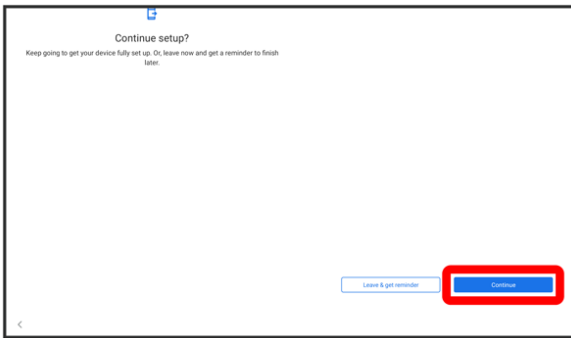 Continue setup?
Keep going to get your device fully set up. Or, leave now and get a reminder to finish
later.
Leave & get reminder
Continue